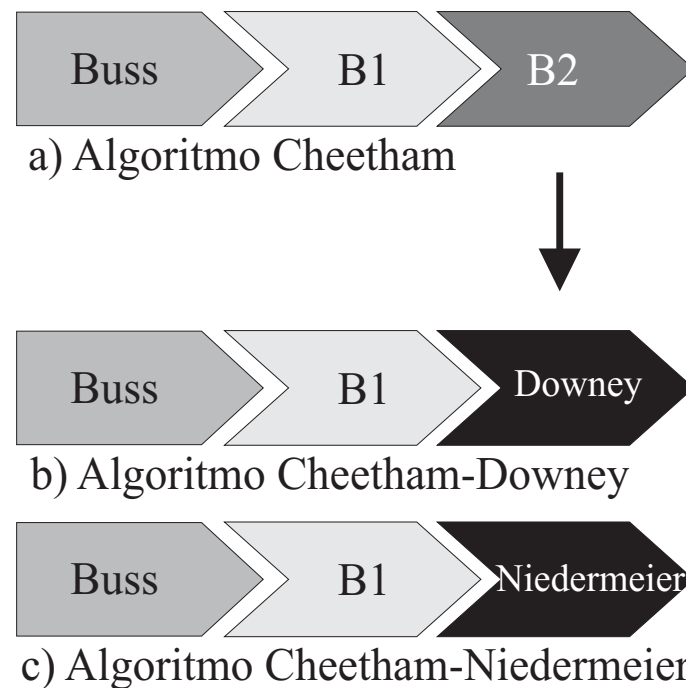 Buss B1 B2
a) Algoritmo Cheetham
Buss B1 Downey
b) Algoritmo Cheetham-Downey
Buss B1 Niedermeier
c) Algoritmo Cheetham-Niedermeier